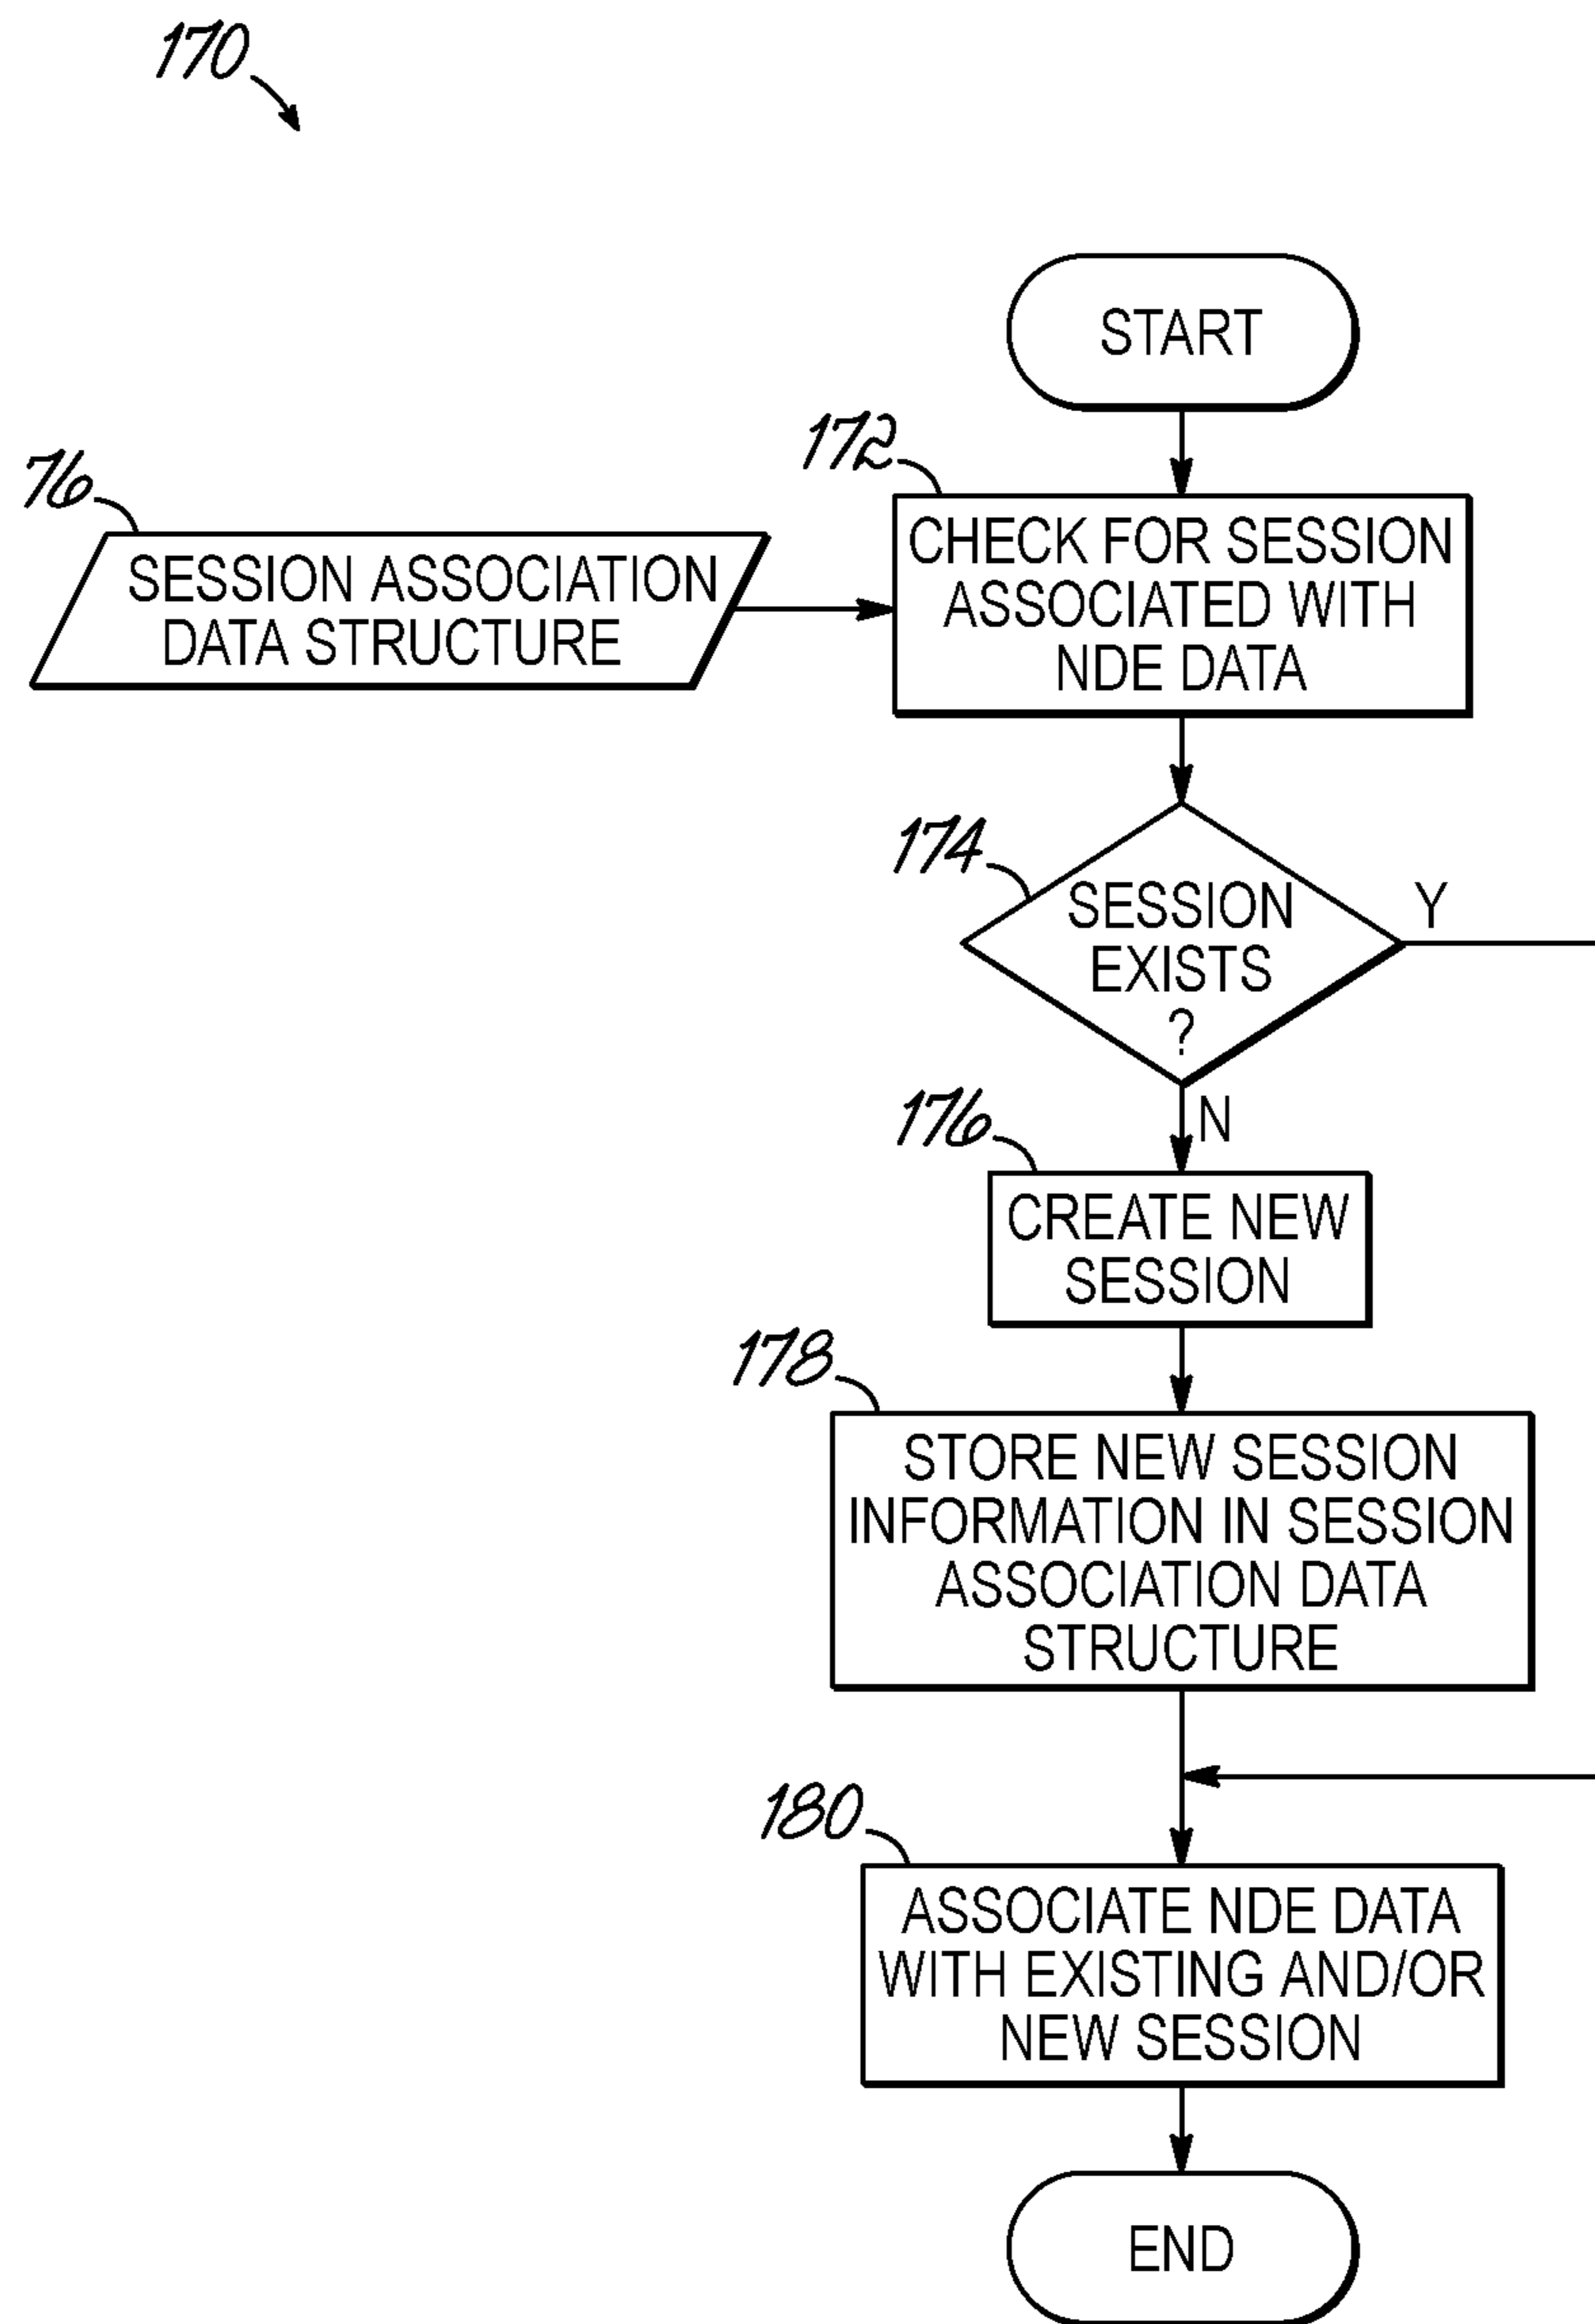 170
START
172
76
CHECK FOR SESSION
ASSOCIATED WITH
NDE DATA
SESSION ASSOCIATION
DATA STRUCTURE
174
SESSION
EXISTS
?
Y
N
176
CREATE NEW
SESSION
178
STORE NEW SESSION
INFORMATION IN SESSION
ASSOCIATION DATA
STRUCTURE
180
ASSOCIATE NDE DATA
WITH EXISTING AND/OR
NEW SESSION
END